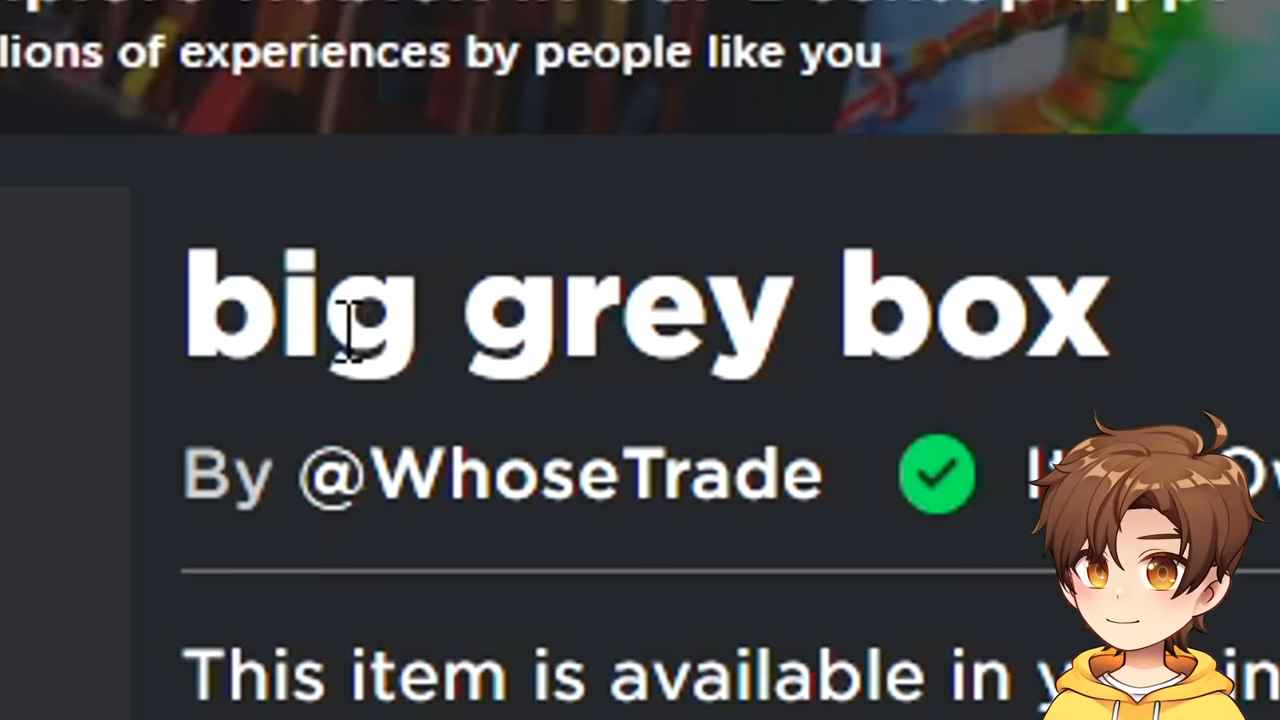 lions of experiences by people like you
big grey box
By @WhoseTrade
This item is available in